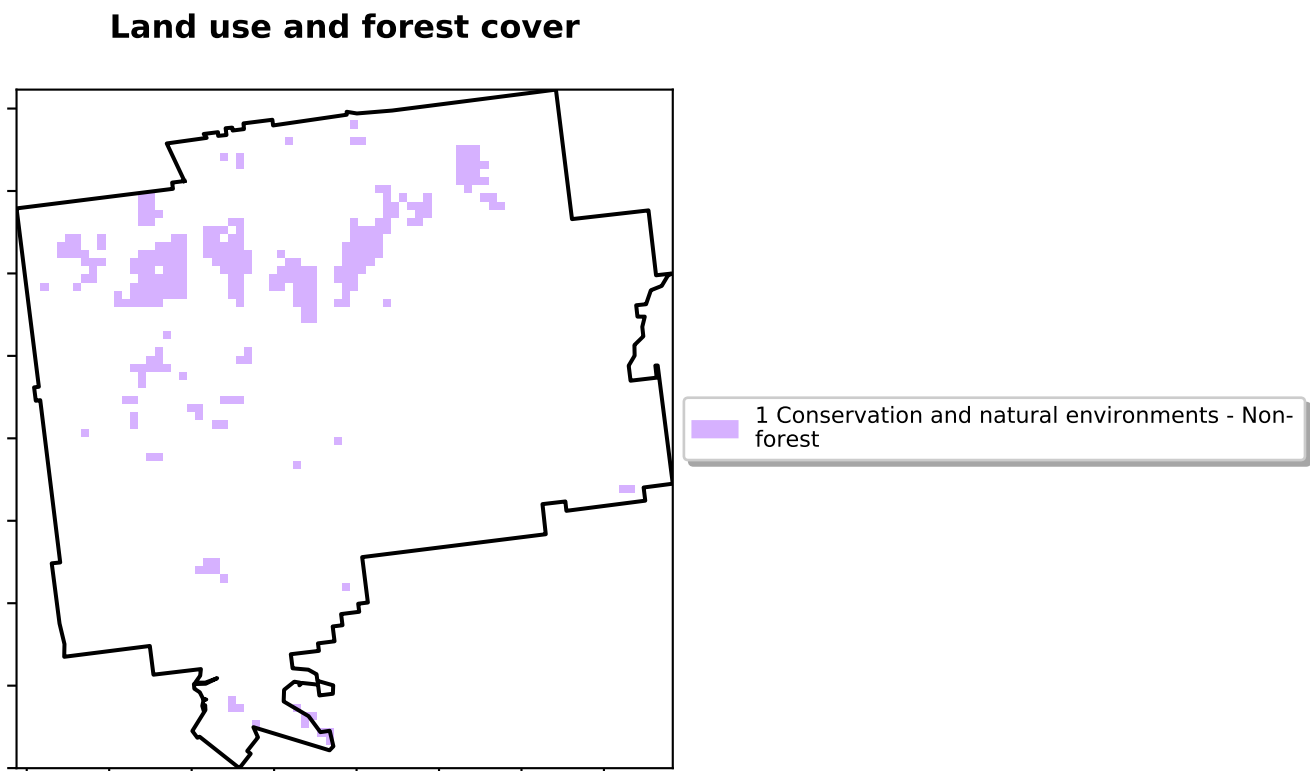 Land use and forest cover
1 Conservation and natural environments - Non-
forest